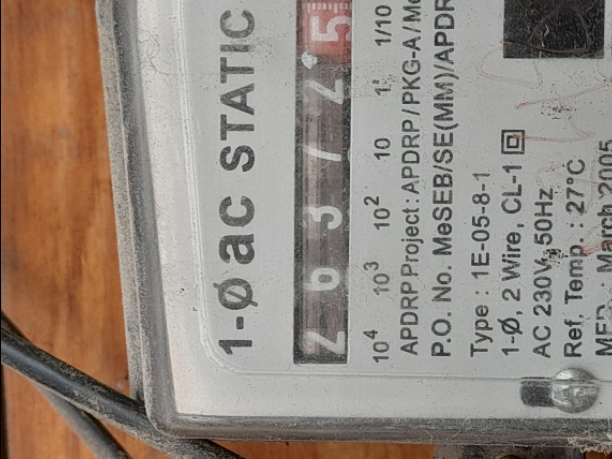 1-Ø ac STATIC
2 6 3 7 2 5
10⁴ 10³ 10² 10 1 1/10
APDRP Project: APDRP/PKG-A/
P.O. No. MeSEB/SE(MM)/APDR
Type : 1E-05-8-1
1-Ø, 2 Wire, CL-1
AC 230V, 50Hz
Ref. Temp. : 27°C
MFD. : March 2005